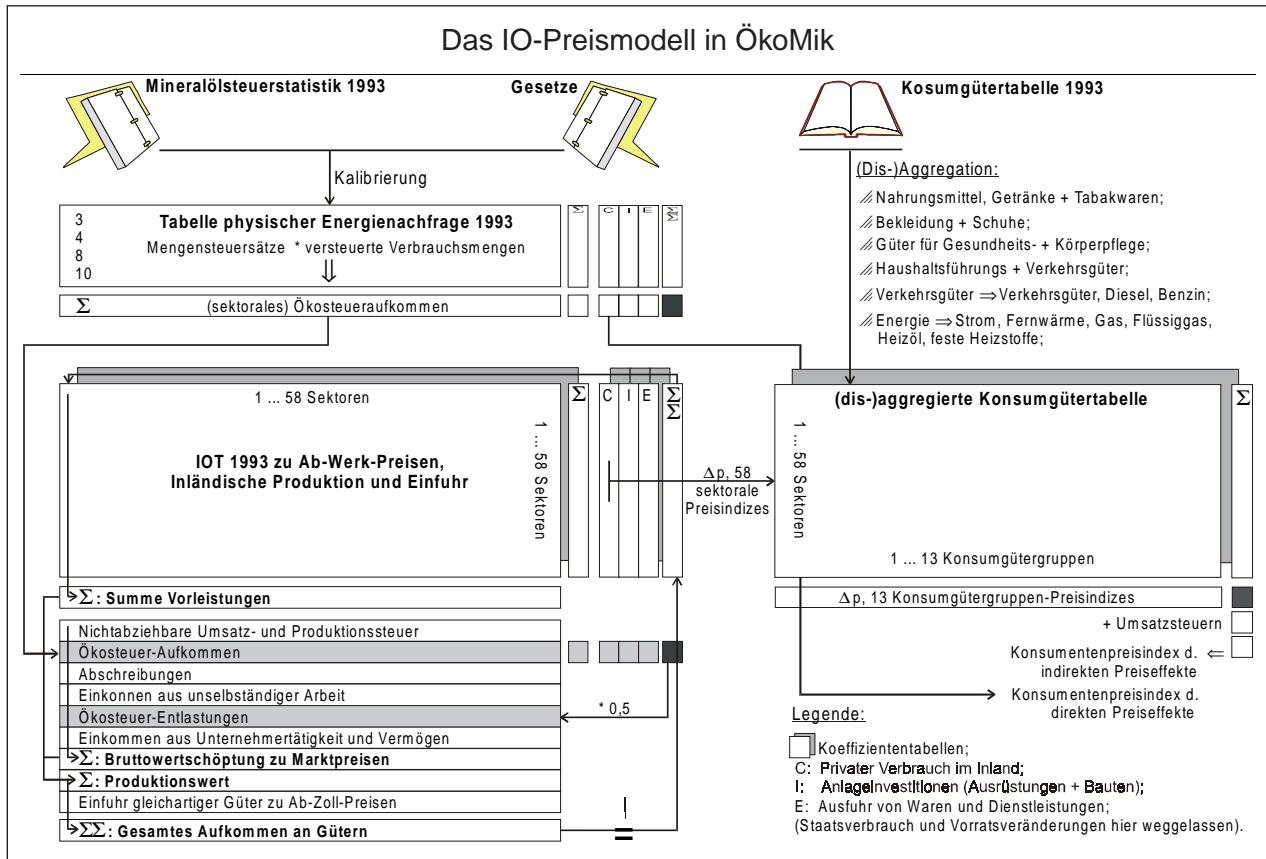 Das IO-Preismodell in ÖkoMik
Mineralölsteuerstatistik 1993
Gesetze
Kosumgütertabelle 1993
Kalibrierung
(Dis-)Aggregation:
Nahrungsmittel, Getränke + Tabakwaren;
Bekleidung + Schuhe;
Güter für Gesundheits- + Körperpflege;
Haushaltsführungs + Verkehrsgüter;
Verkehrsgüter ⇒ Verkehrsgüter, Diesel, Benzin;
Energie ⇒ Strom, Fernwärme, Gas, Flüssiggas,
Heizöl, feste Heizstoffe;
3
4
8
10
Tabelle physischer Energienachfrage 1993
Mengensteuersätze * versteuerte Verbrauchsmengen
⇓
Σ
C I E
ΣΣ
Σ (sektorales) Ökosteueraufkommen
1 ... 58 Sektoren
1 ... 58 Sektoren
IOT 1993 zu Ab-Werk-Preisen,
Inländische Produktion und Einfuhr
Σ
C I E
Σ
Σ
Δp, 58
sektorale
Preisindizes
(dis-)aggregierte Konsumgütertabelle
1 ... 58 Sektoren
1 ... 13 Konsumgütergruppen
Σ
Σ: Summe Vorleistungen
Nichtabziehbare Umsatz- und Produktionssteuer
Ökosteuer-Aufkommen
Abschreibungen
Einkonnen aus unselbständiger Arbeit
Ökosteuer-Entlastungen
Einkommen aus Unternehmertätigkeit und Vermögen
Σ: Bruttowertschöptung zu Marktpreisen
Σ: Produktionswert
Einfuhr gleichartiger Güter zu Ab-Zoll-Preisen
ΣΣ: Gesamtes Aufkommen an Gütern
=
* 0,5
Δp, 13 Konsumgütergruppen-Preisindizes
+ Umsatzsteuern
Konsumentenpreisindex d. ⇐
indirekten Preiseffekte
Konsumentenpreisindex d.
direkten Preiseffekte
Legende:
Koeffiziententabellen;
C: Privater Verbrauch im Inland;
I: Anlageinvestitionen (Ausrüstungen + Bauten);
E: Ausfuhr von Waren und Dienstleistungen;
(Staatsverbrauch und Vorratsveränderungen hier weggelassen).